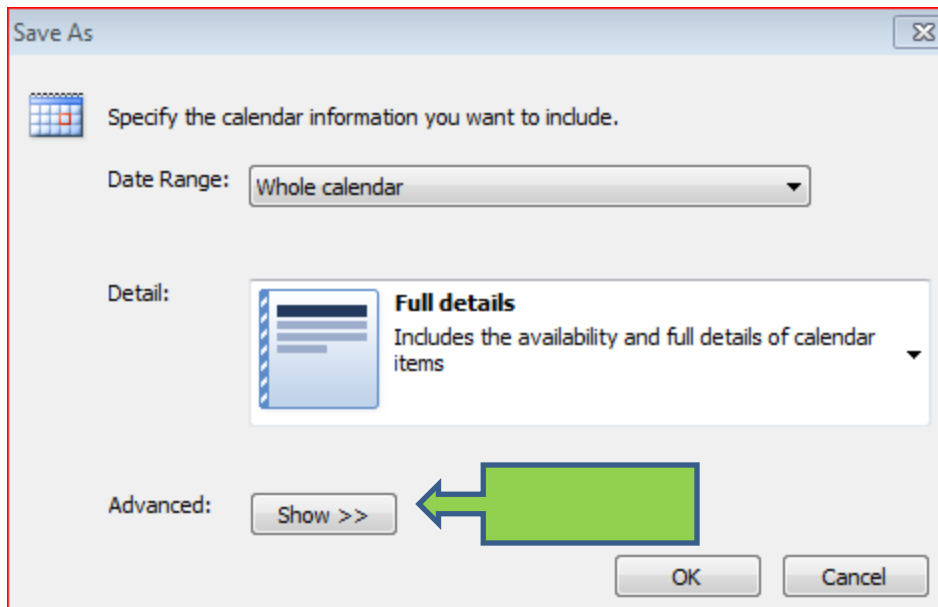 Save As
Specify the calendar information you want to include.
Date Range:
Whole calendar
Detail:
Full details
Includes the availability and full details of calendar
items
Advanced:
Show >>
OK
Cancel